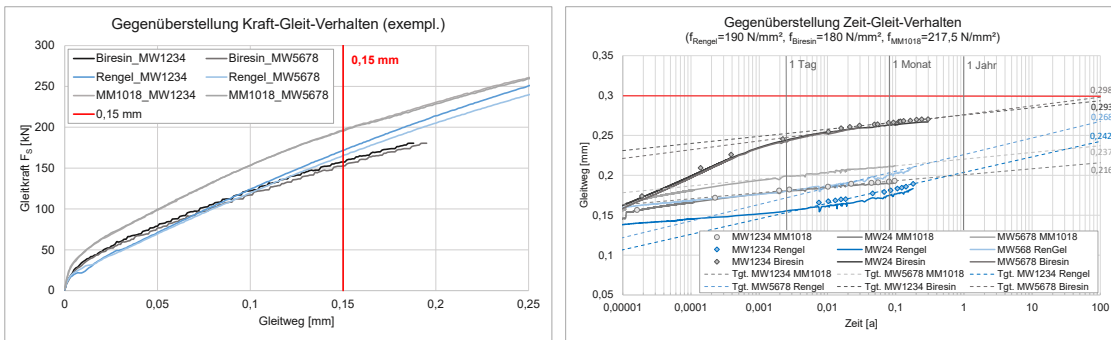 Gegenüberstellung Kraft-Gleit-Verhalten (exempl.)
300
250
200
150
100
50
0
Gleitkraft F_S [kN]
Biresin_MW1234
Biresin_MW5678
Rengel_MW1234
Rengel_MW5678
MM1018_MW1234
MM1018_MW5678
0,15 mm
0,15 mm
0
0,05
0,1
0,15
0,2
0,25
Gleitweg [mm]
Gegenüberstellung Zeit-Gleit-Verhalten
(f_Rengel=190 N/mm², f_Biresin=180 N/mm², f_MM1018=217,5 N/mm²)
0,35
0,3
0,25
0,2
0,15
0,1
0,05
Gleitweg [mm]
1 Tag
1 Monat
1 Jahr
0,298
0,293
0,268
0,242
0,237
0,216
MW1234 MM1018
MW24 MM1018
MW5678 MM1018
MW1234 Rengel
MW24 Rengel
MW568 RenGel
MW1234 Biresin
MW24 Biresin
MW5678 Biresin
Tgt. MW1234 MM1018
Tgt. MW5678 MM1018
Tgt. MW1234 Rengel
Tgt. MW5678 Rengel
Tgt. MW1234 Biresin
Tgt. MW5678 Biresin
0,00001
0,0001
0,001
0,01
0,1
1
10
100
Zeit [a]